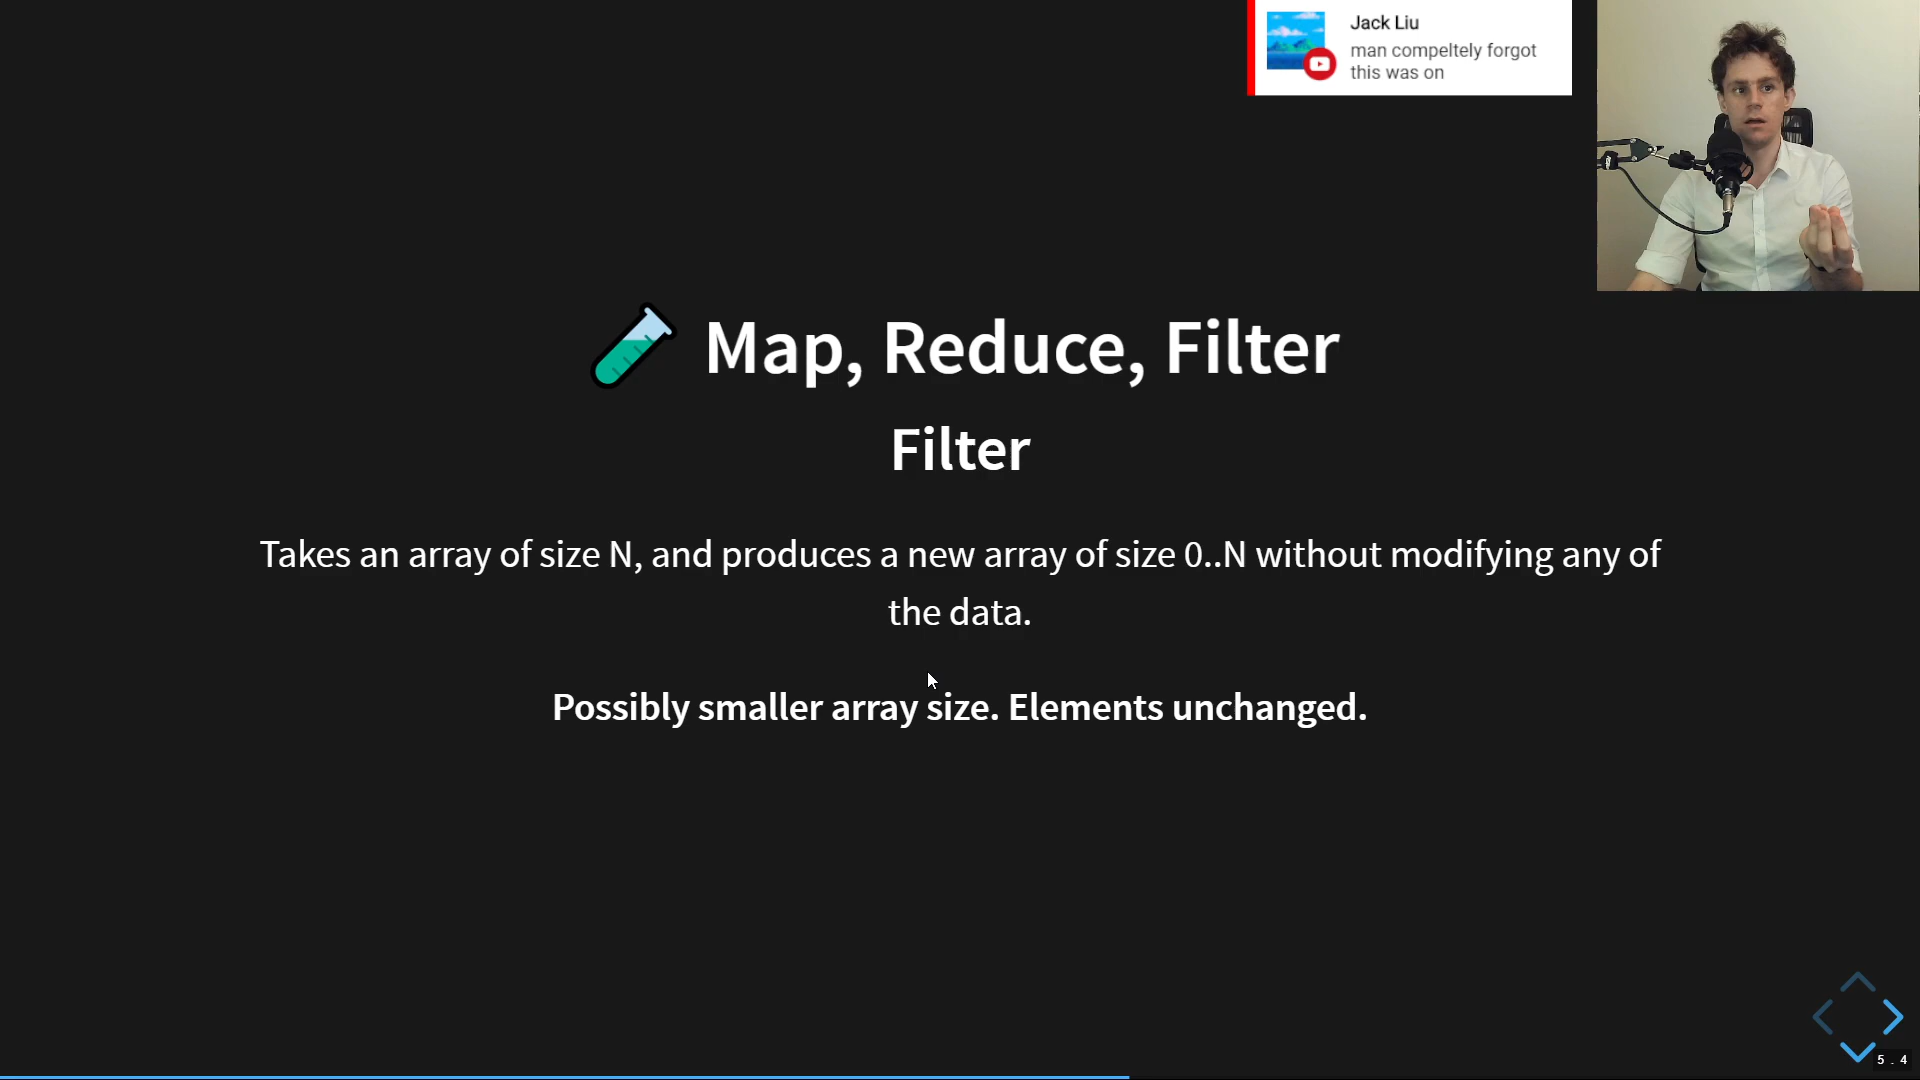 Jack Liu
man compeltely forgot
this was on
Map, Reduce, Filter
Filter
Takes an array of size N, and produces a new array of size 0..N without modifying any of
the data.
Possibly smaller array size. Elements unchanged.
5.4